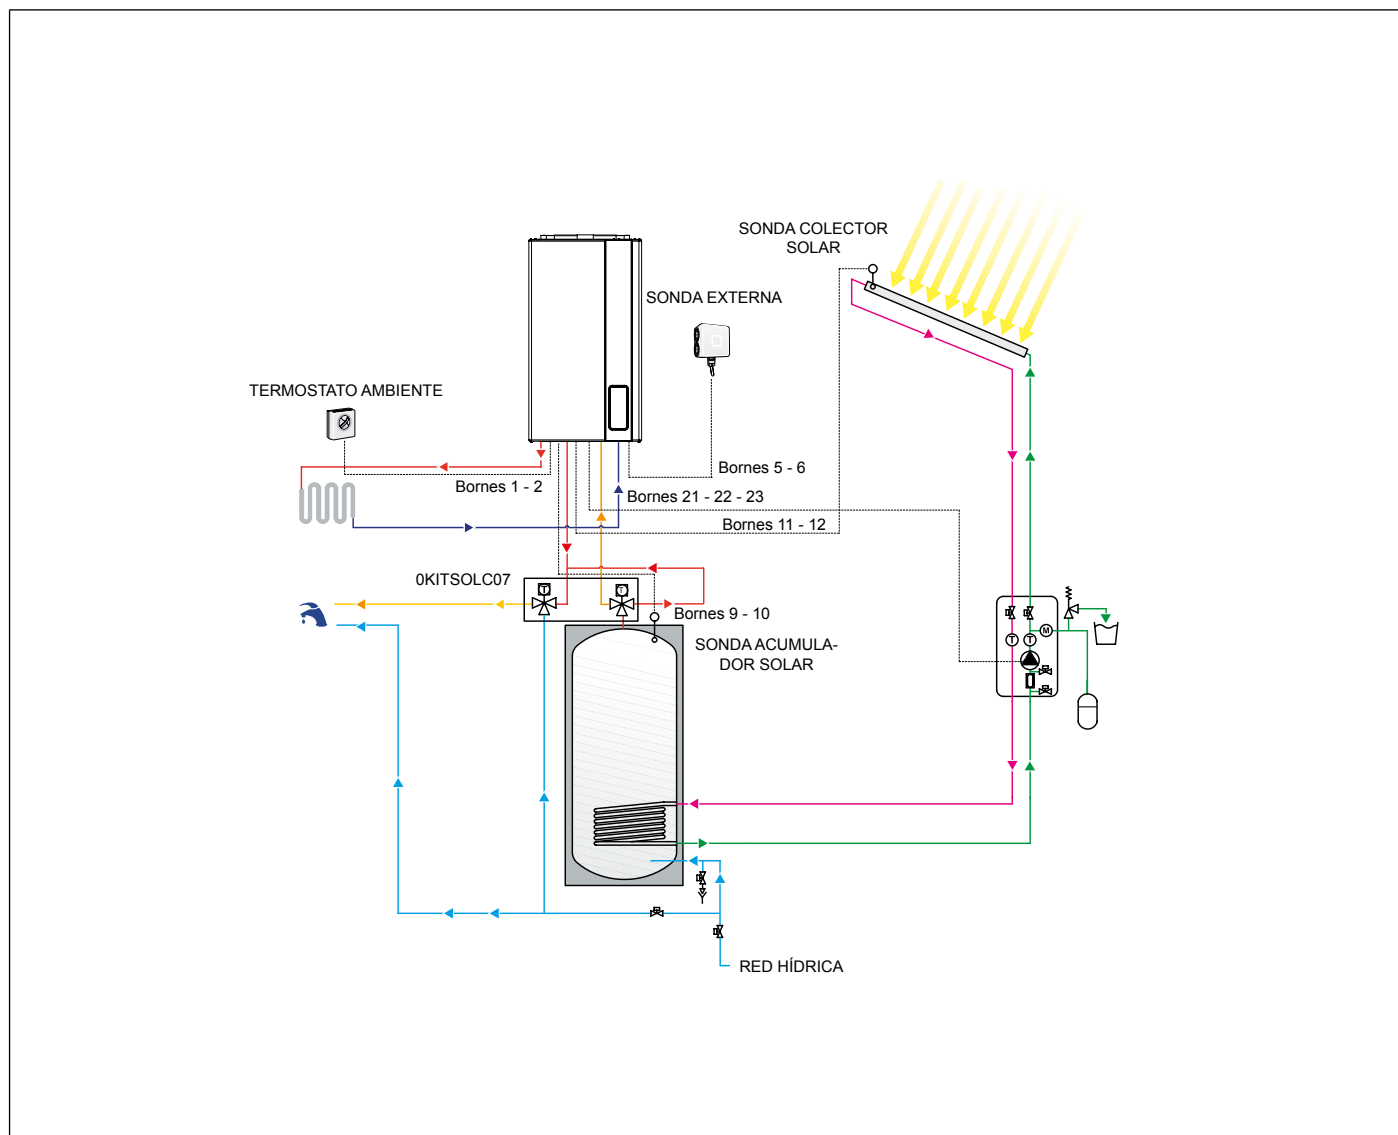 SONDA COLECTOR
SOLAR
SONDA EXTERNA
TERMOSTATO AMBIENTE
Bornes 5 - 6
Bornes 1 - 2
Bornes 21 - 22 - 23
Bornes 11 - 12
0KITSOLC07
T
T
Bornes 9 - 10
SONDA ACUMULA-
DOR SOLAR
T
T
M
RED HÍDRICA